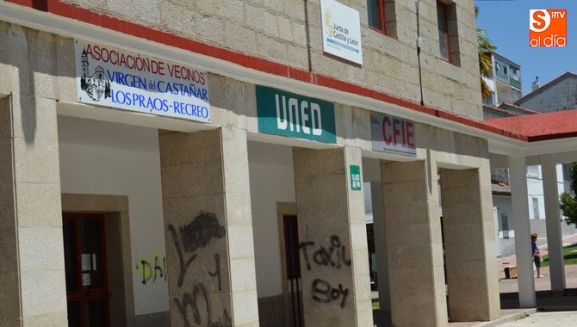 ASOCIACIÓN DE VECINOS
VIRGEN del CASTAÑAR
LOS PRAOS-RECREO
UNED
CFIE
Junta de
Castilla y León
UNED
S RTV
al día
Toxic
BOY